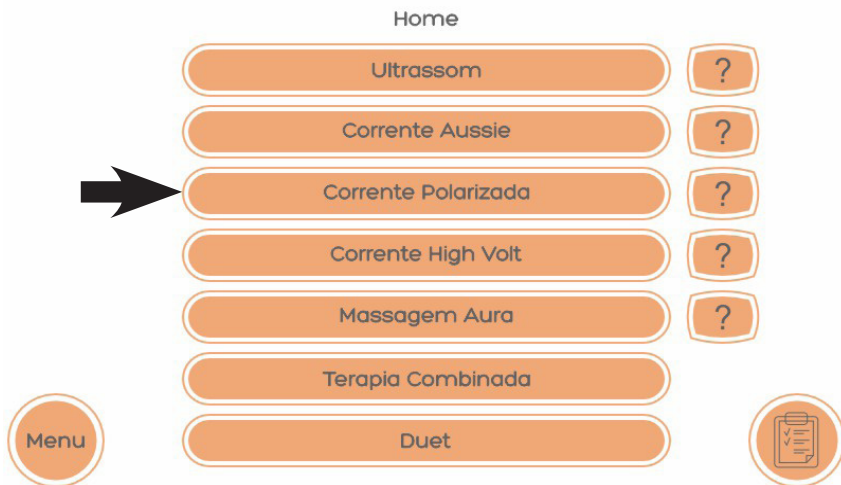 Home
Ultrassom ?
Corrente Aussie ?
Corrente Polarizada ?
Corrente High Volt ?
Massagem Aura ?
Terapia Combinada
Menu
Duet